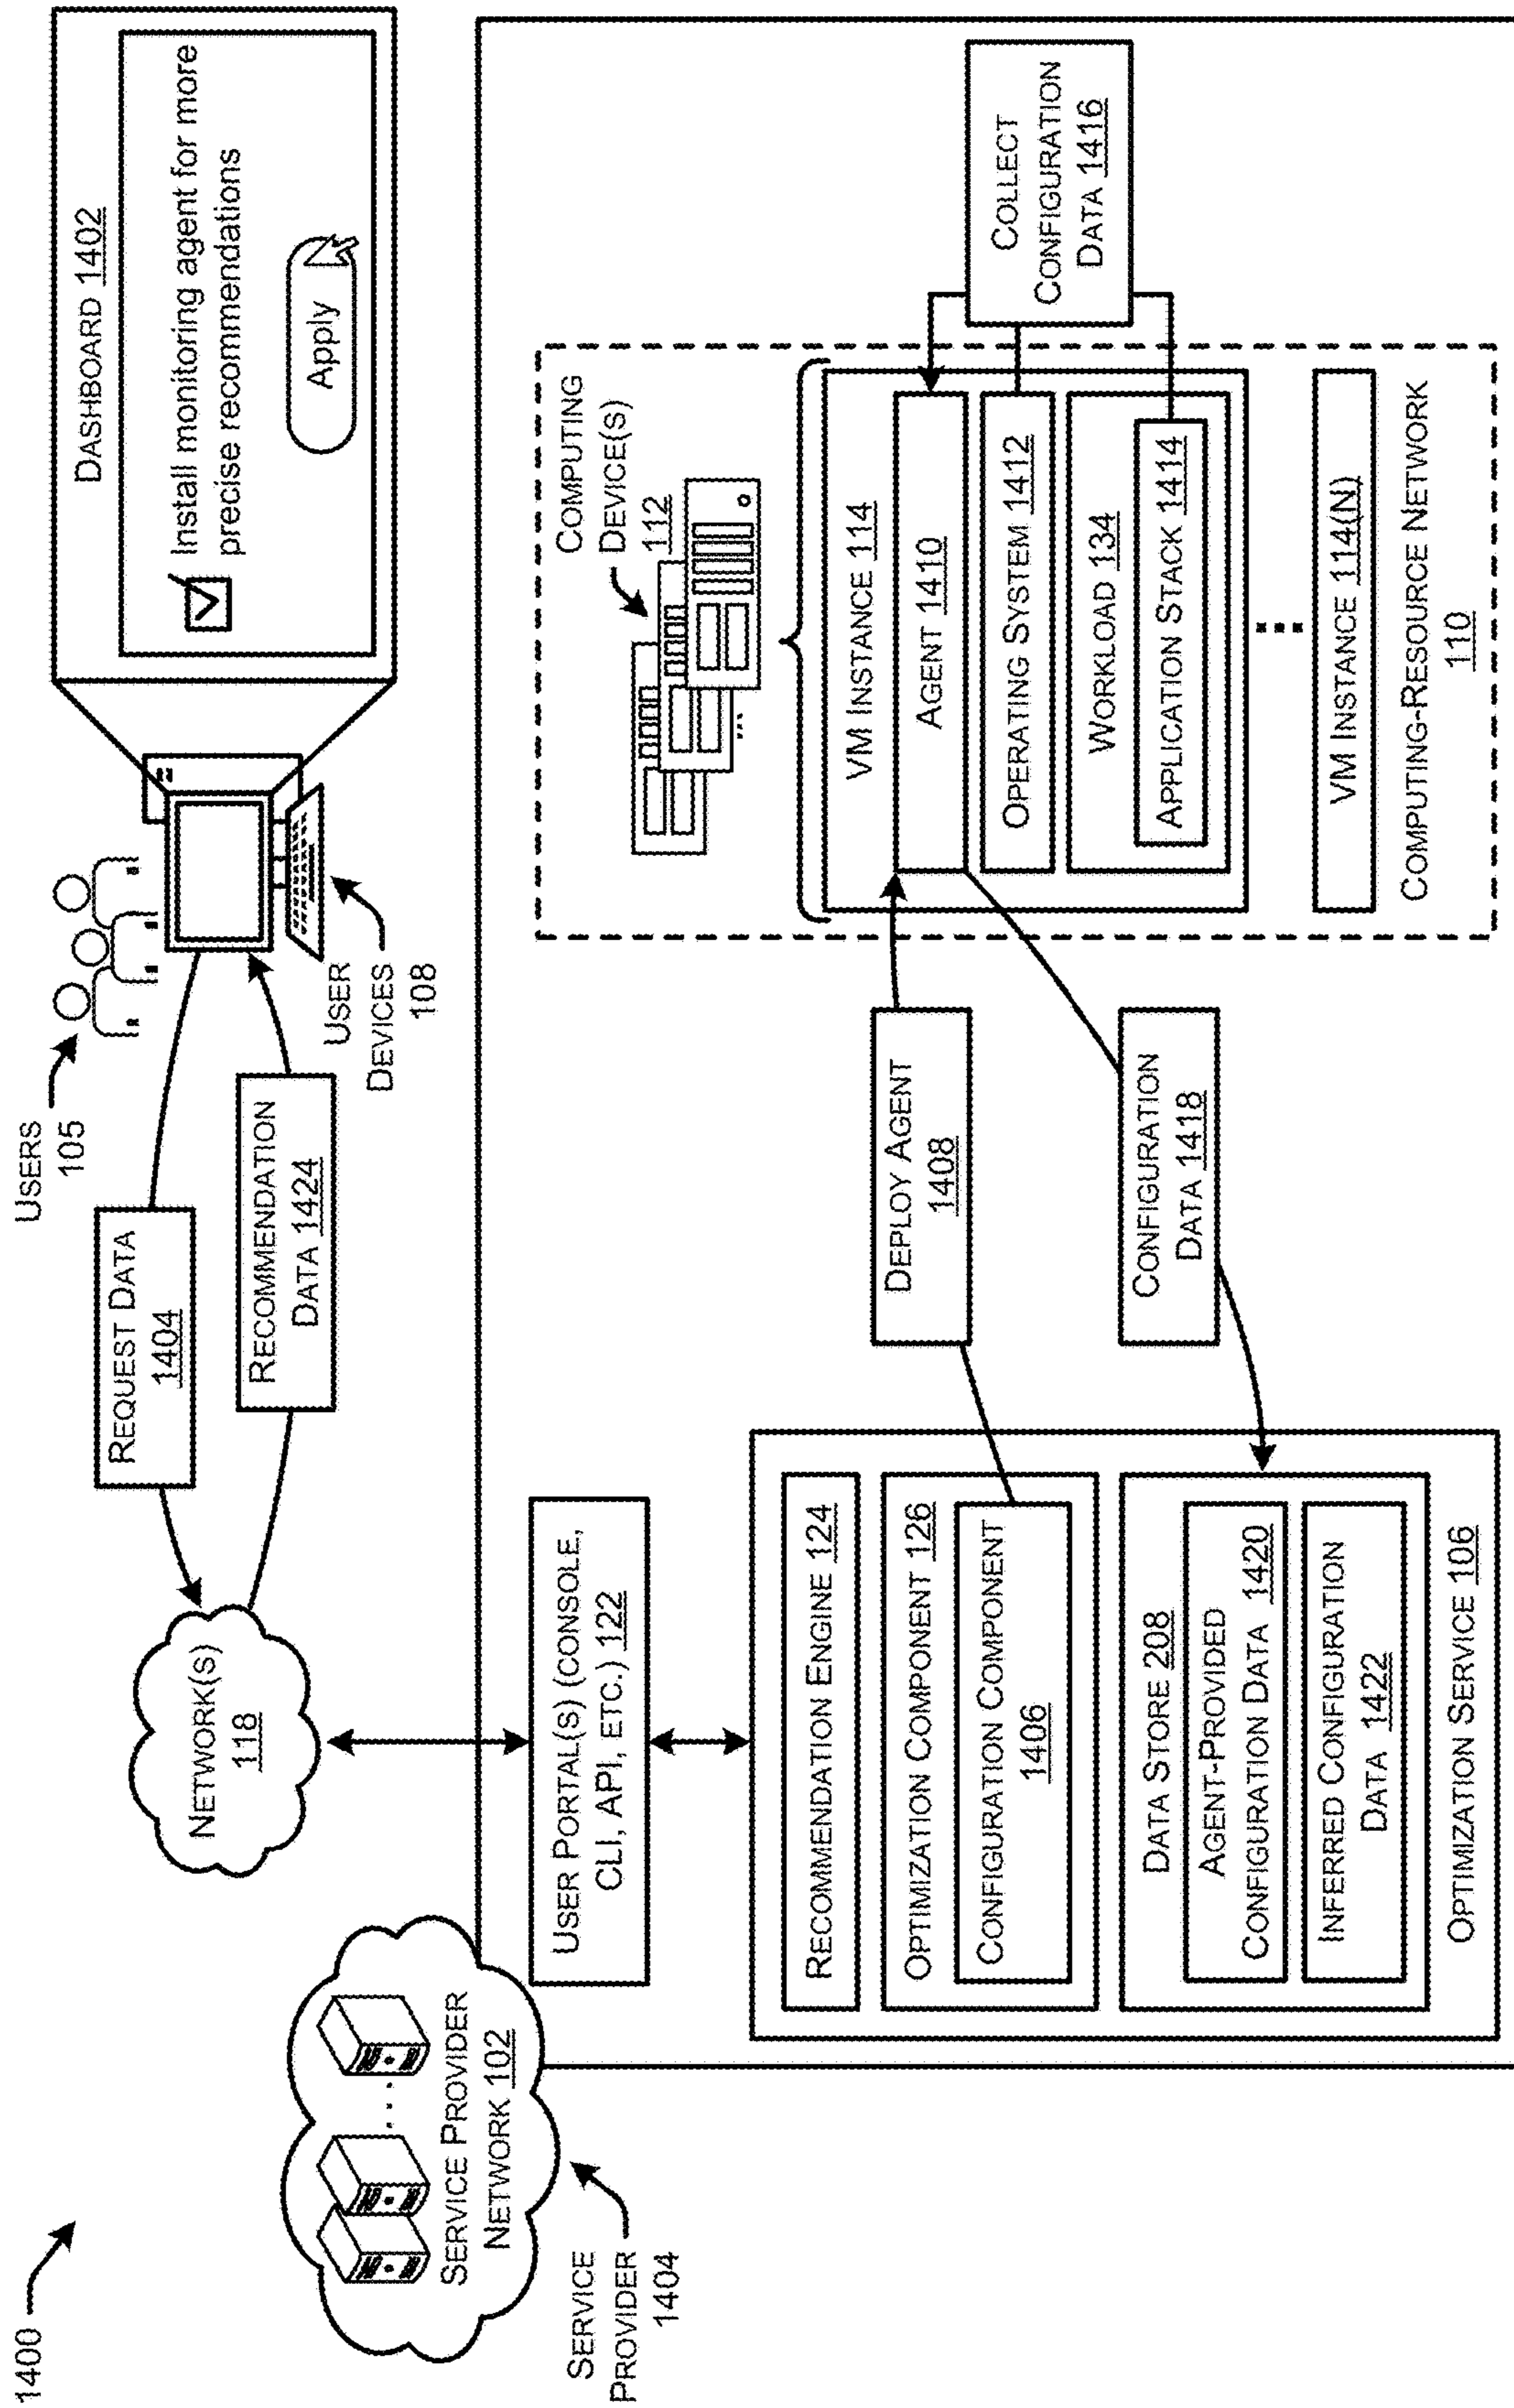 1400
USERS
105
REQUEST DATA
1404
RECOMMENDATION
DATA 1424
NETWORK(S)
118
USER
DEVICES
108
DASHBOARD 1402
Install monitoring agent for more
precise recommendations
Apply
SERVICE PROVIDER
NETWORK 102
SERVICE
PROVIDER
1404
USER PORTAL(S) (CONSOLE,
CLI, API, ETC.) 122
RECOMMENDATION ENGINE 124
OPTIMIZATION COMPONENT 126
CONFIGURATION COMPONENT
1406
DATA STORE 208
AGENT-PROVIDED
CONFIGURATION DATA 1420
INFERRED CONFIGURATION
DATA 1422
OPTIMIZATION SERVICE 106
DEPLOY AGENT
1408
CONFIGURATION
DATA 1418
COMPUTING
DEVICE(S)
112
VM INSTANCE 114
AGENT 1410
OPERATING SYSTEM 1412
WORKLOAD 134
APPLICATION STACK 1414
VM INSTANCE 114(N)
COMPUTING-RESOURCE NETWORK
110
COLLECT
CONFIGURATION
DATA 1416